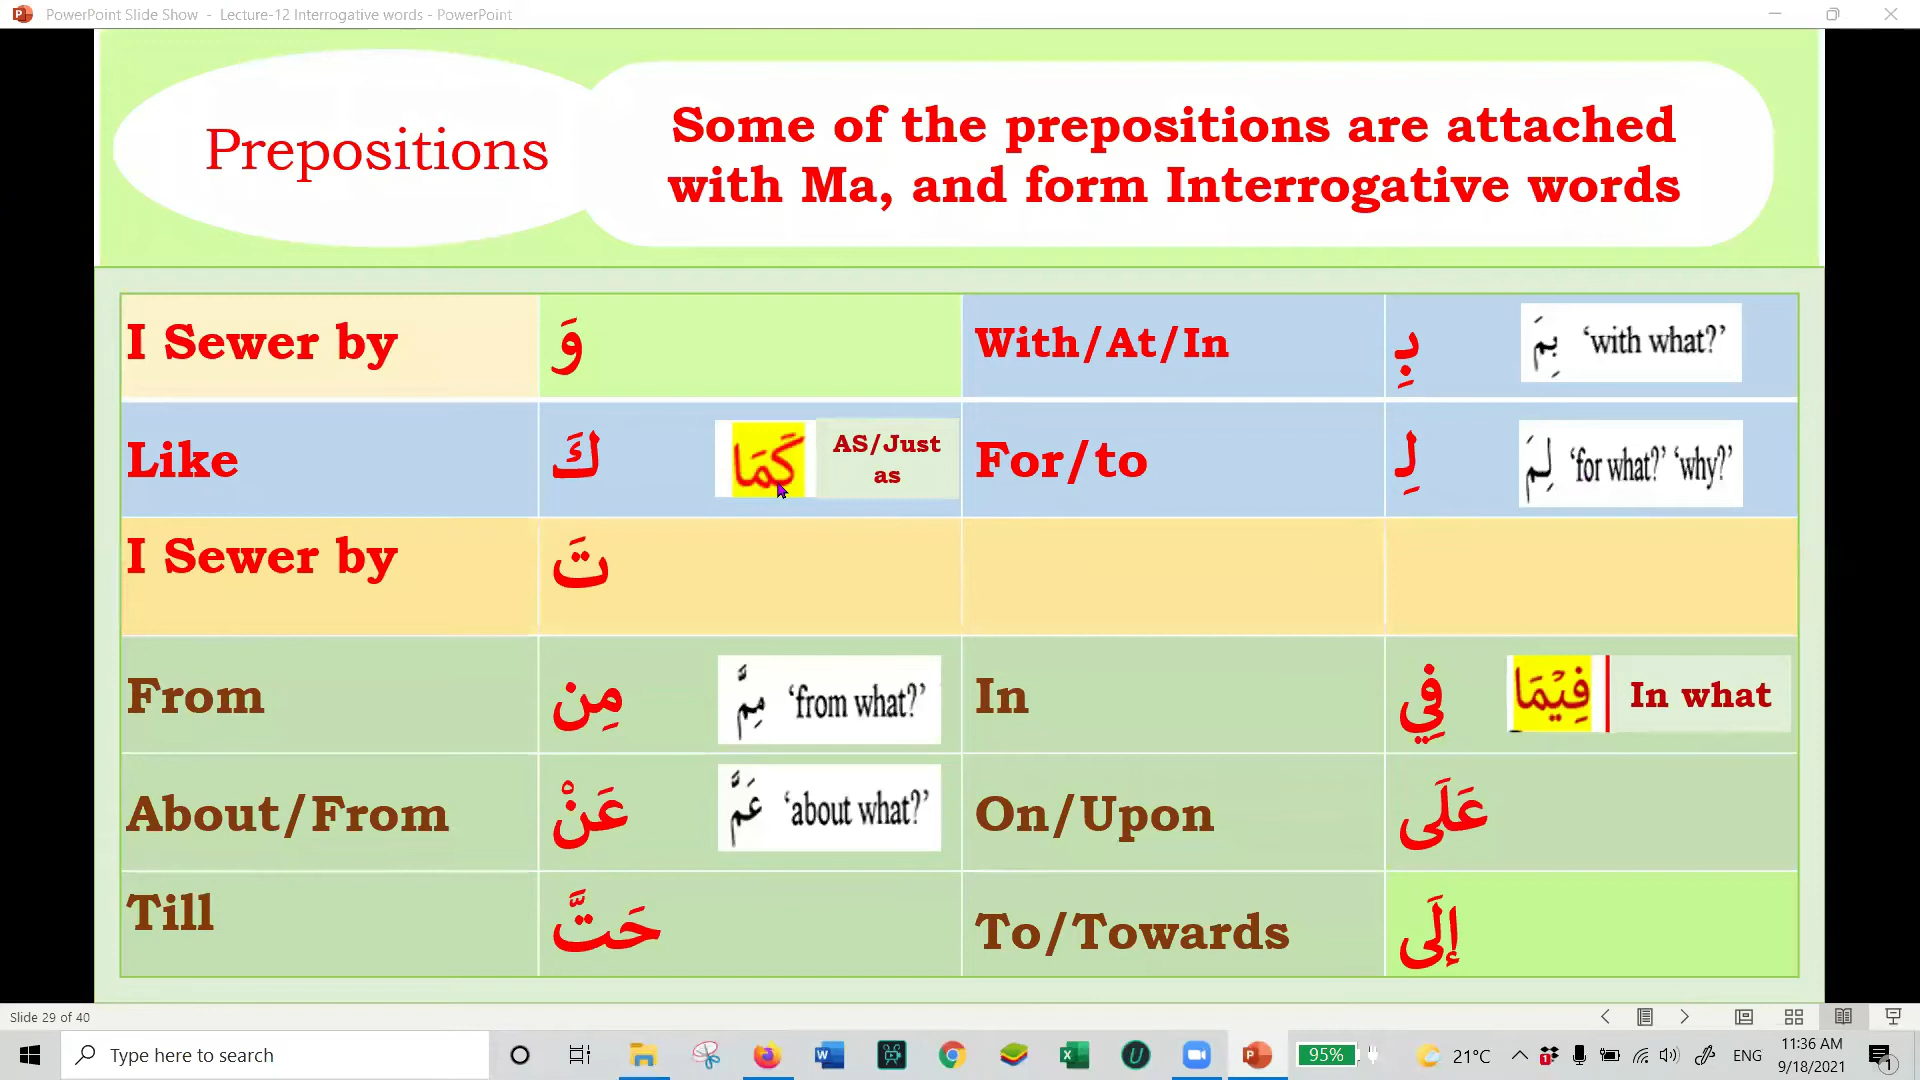 PowerPoint Slide Show - Lecture-12 Interrogative words - PowerPoint
Prepositions
Some of the prepositions are attached
with Ma, and form Interrogative words
I Sewer by
وَ
With/At/In
بِ
بِمَ ‘with what?’
Like
كَ
كَمَا
AS/Just
as
For/to
لِ
لِمَ ‘for what?’ ‘why?’
I Sewer by
تَ
From
مِن
مِمَّ ‘from what?’
In
فِي
فِيْمَا
In what
About/From
عَنْ
عَمَّ ‘about what?’
On/Upon
عَلَى
Till
حَتَّ
To/Towards
إلَى
Slide 29 of 40
Type here to search
95%
21°C
ENG
11:36 AM
9/18/2021
1